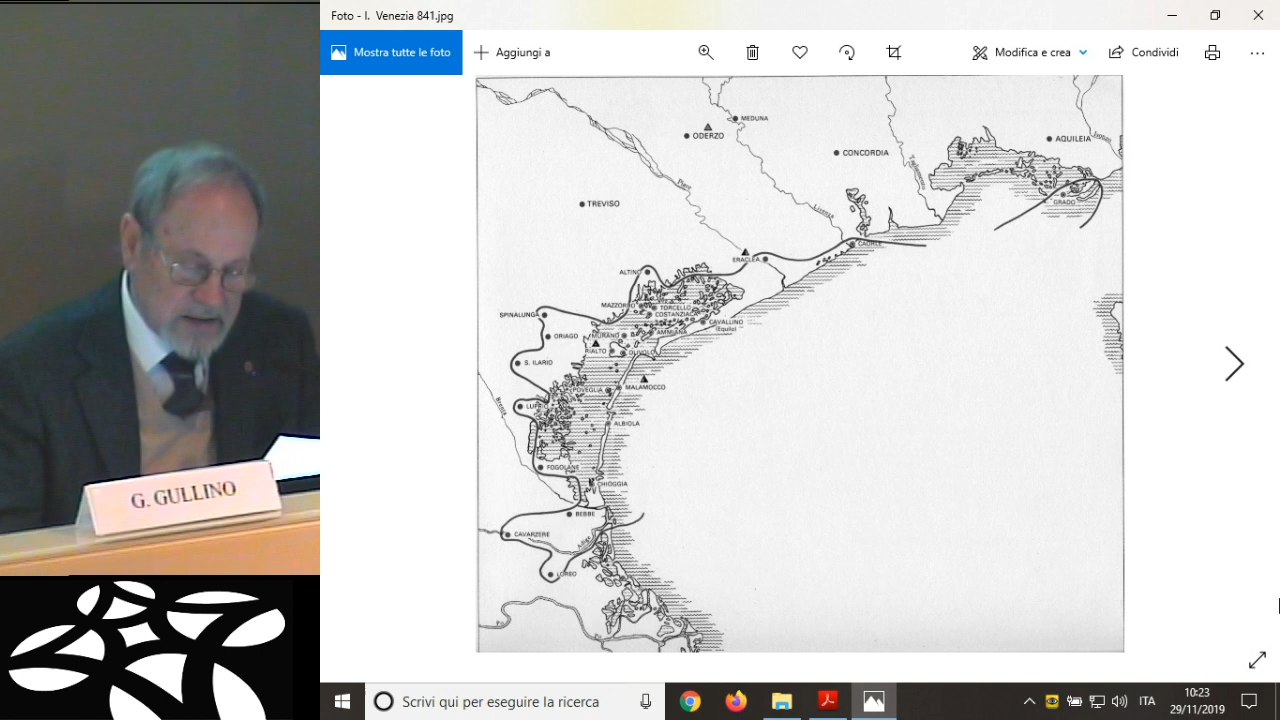 Foto - I. Venezia 841.jpg
Mostra tutte le foto
Aggiungi a
Modifica e crea
Condividi
MEDUNA
ODERZO
AQUILEIA
CONCORDIA
TREVISO
Livenza
GRADO
CAORLE
ERACLEA
ALTINO
MAZZORBO
TORCELLO
COSTANZIACA
SPINALUNGA
CAVALLINO
(Equilo)
AMMIANA
ORIAGO
MURANO
RIALTO
OLIVOLO
S. ILARIO
POVEGLIA
MALAMOCCO
ALBIOLA
FOGOLANE
CHIOGGIA
BEBBE
CAVARZERE
LOREO
G. GULLINO
Scrivi qui per eseguire la ricerca
ITA
10:23
29/11/2019